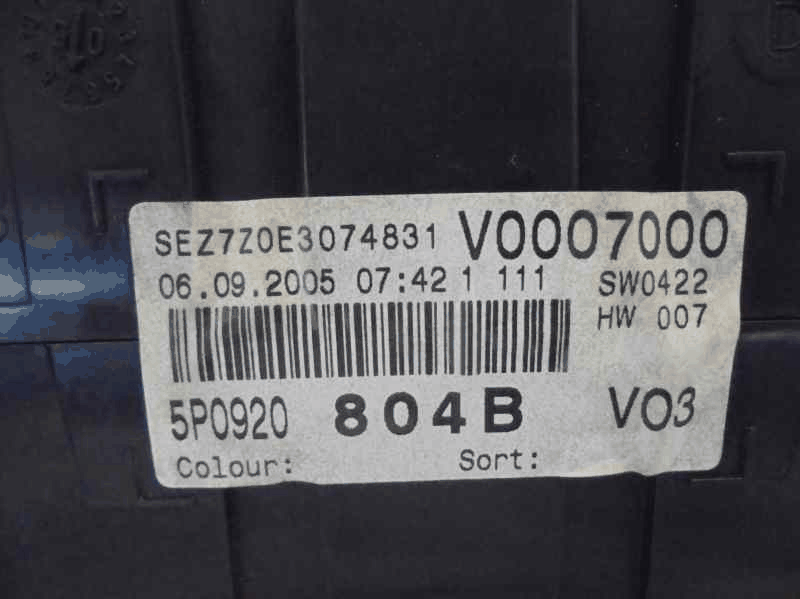 SEZ7Z0E3074831 V0007000
06.09.2005 07:42 1 111 SW0422
HW 007
5P0920 804B V03
Colour: Sort: